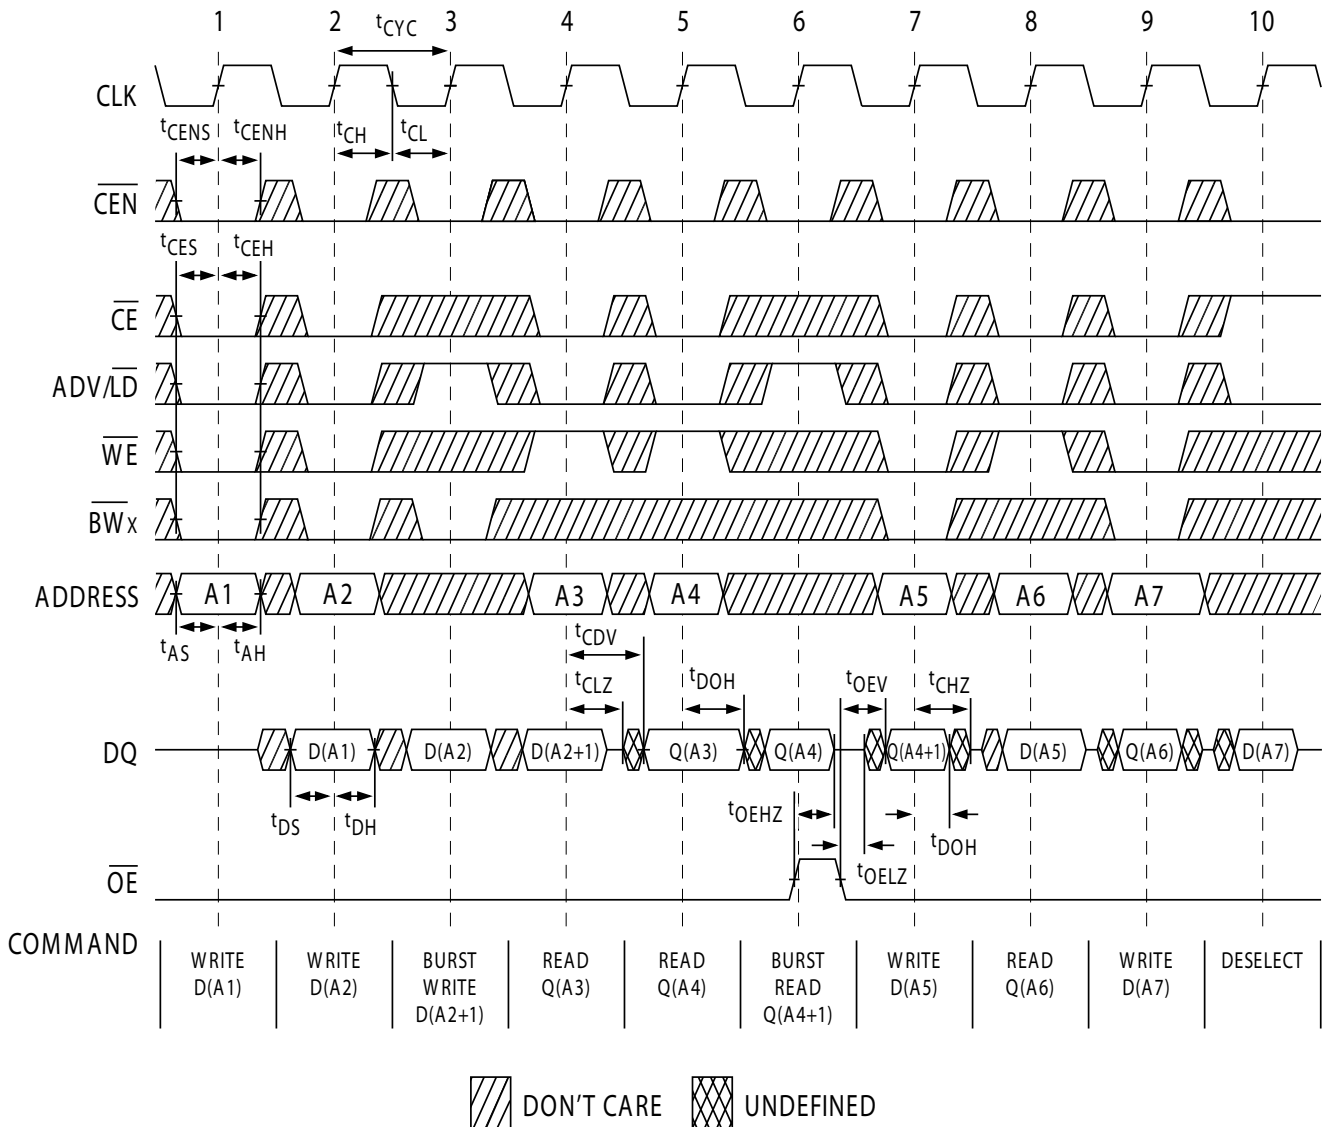 1 2 tCYC 3 4 5 6 7 8 9 10
CLK
tCENS tCENH tCH tCL
CEN
tCES tCEH
CE
ADV/LD
WE
BWx
ADDRESS A1 A2 A3 A4 A5 A6 A7
tAS tAH tCDV
tCLZ tDOH tOEV tCHZ
DQ D(A1) D(A2) D(A2+1) Q(A3) Q(A4) Q(A4+1) D(A5) Q(A6) D(A7)
tDS tDH tOEHZ tDOH
tOELZ
OE
COMMAND
WRITE WRITE BURST READ READ BURST WRITE READ WRITE DESELECT
D(A1) D(A2) WRITE Q(A3) Q(A4) READ D(A5) Q(A6) D(A7)
D(A2+1) Q(A4+1)
DON'T CARE UNDEFINED